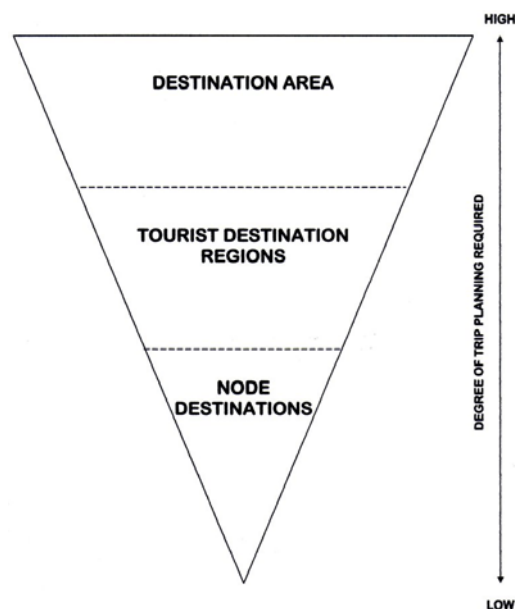 HIGH
DESTINATION AREA
TOURIST DESTINATION
REGIONS
NODE
DESTINATIONS
DEGREE OF TRIP PLANNING REQUIRED
LOW